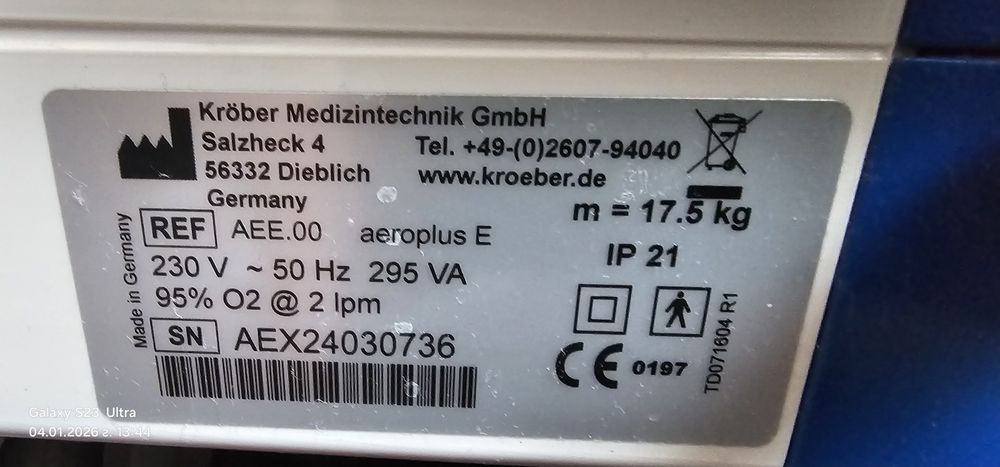 Kröber Medizintechnik GmbH
Salzheck 4 Tel. +49-(0)2607-94040
56332 Dieblich www.kroeber.de
Germany
m = 17.5 kg
REF AEE.00 aeroplus E
IP 21
230 V ~ 50 Hz 295 VA
95% O2 @ 2 lpm
SN AEX24030736
CE 0197
Made in Germany
TD071604 R1
Galaxy S23 Ultra
04.01.2026 г. 13:44